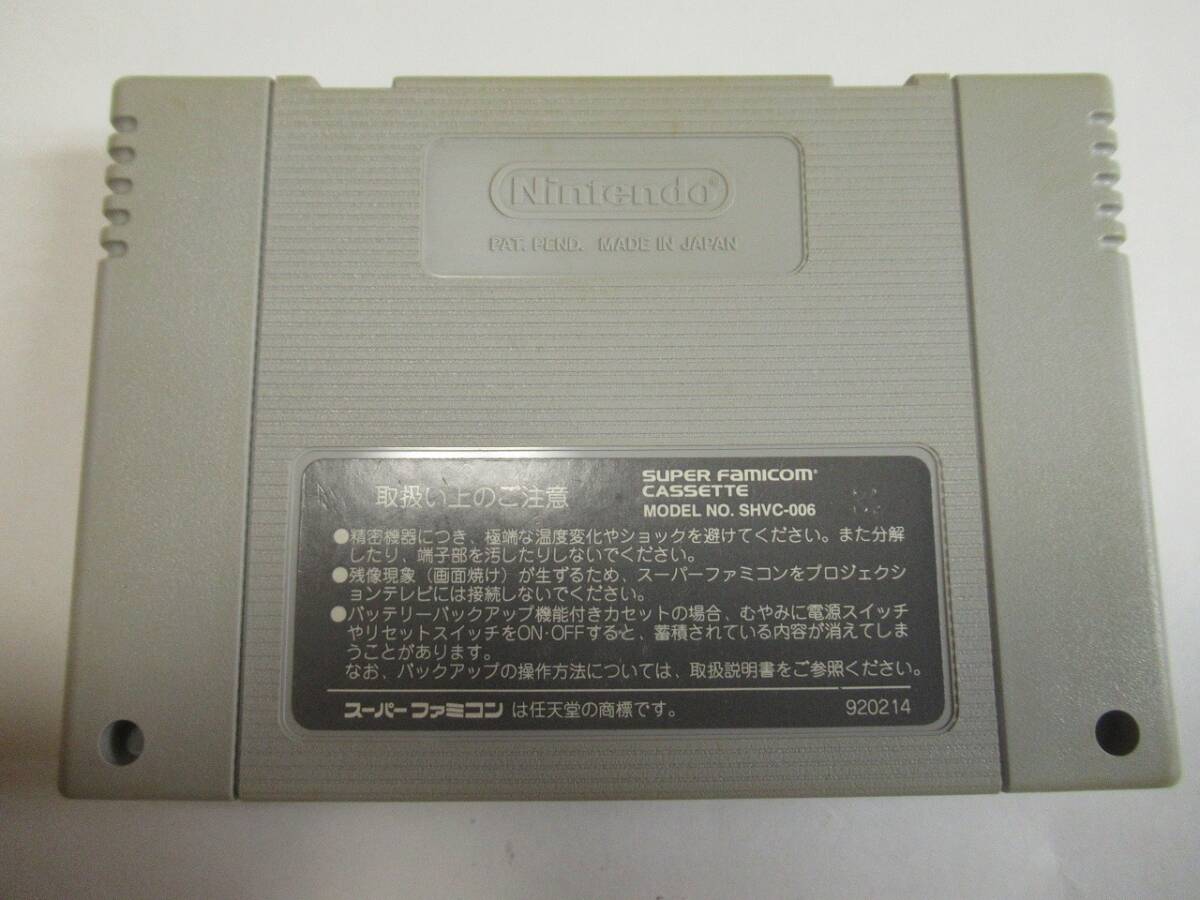 Nintendo®
PAT. PEND. MADE IN JAPAN
取扱い上のご注意
SUPER FAMICOM®
CASSETTE
MODEL NO. SHVC-006
●精密機器につき、極端な温度変化やショックを避けてください。また分解
したり、端子部を汚したりしないでください。
●残像現象（画面焼け）が生ずるため、スーパーファミコンをプロジェクシ
ョンテレビには接続しないでください。
●バッテリーバックアップ機能付きカセットの場合、むやみに電源スイッチ
やリセットスイッチをON・OFFすると、蓄積されている内容が消えてしま
うことがあります。
なお、バックアップの操作方法については、取扱説明書をご参照ください。
スーパーファミコン は任天堂の商標です。
920214